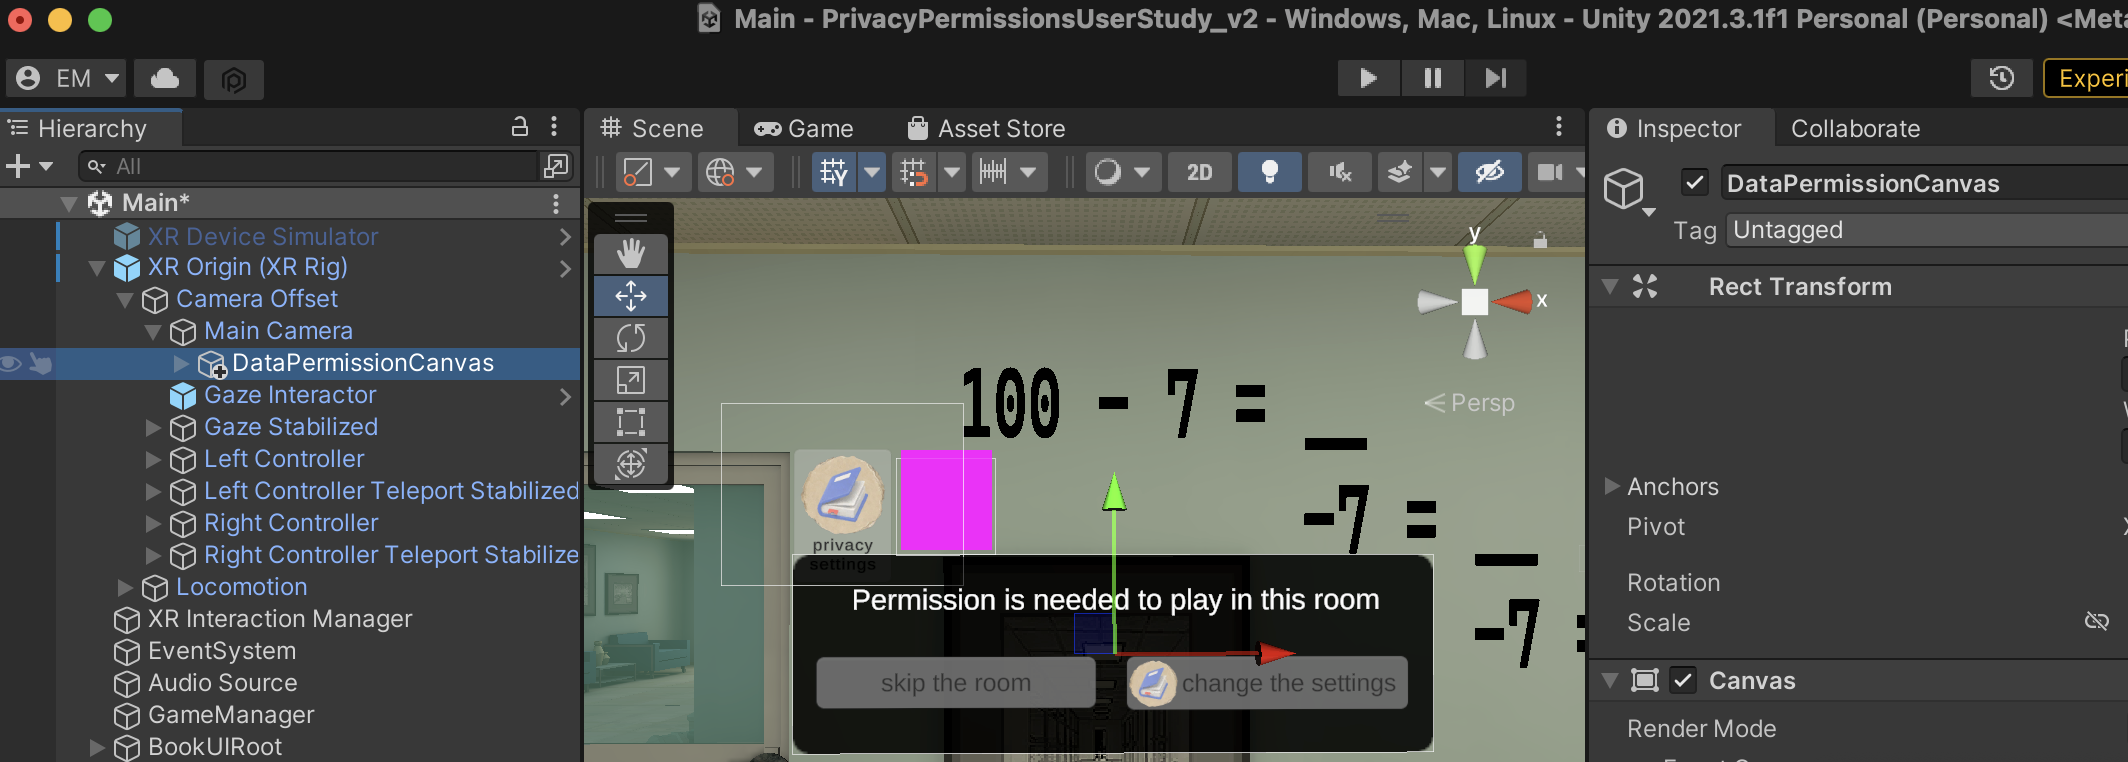 Main - PrivacyPermissionsUserStudy_v2 - Windows, Mac, Linux - Unity 2021.3.1f1 Personal (Personal) <Meta
EM
Experi
Hierarchy
All
Main*
XR Device Simulator
XR Origin (XR Rig)
Camera Offset
Main Camera
DataPermissionCanvas
Gaze Interactor
Gaze Stabilized
Left Controller
Left Controller Teleport Stabilized
Right Controller
Right Controller Teleport Stabilize
Locomotion
XR Interaction Manager
EventSystem
Audio Source
GameManager
BookUIRoot
Scene
Game
Asset Store
Y
2D
y
x
Persp
100 - 7 = _
-7 = _
-7 =
privacy
settings
Permission is needed to play in this room
skip the room
change the settings
Inspector
Collaborate
DataPermissionCanvas
Tag
Untagged
Rect Transform
Anchors
Pivot
Rotation
Scale
Canvas
Render Mode